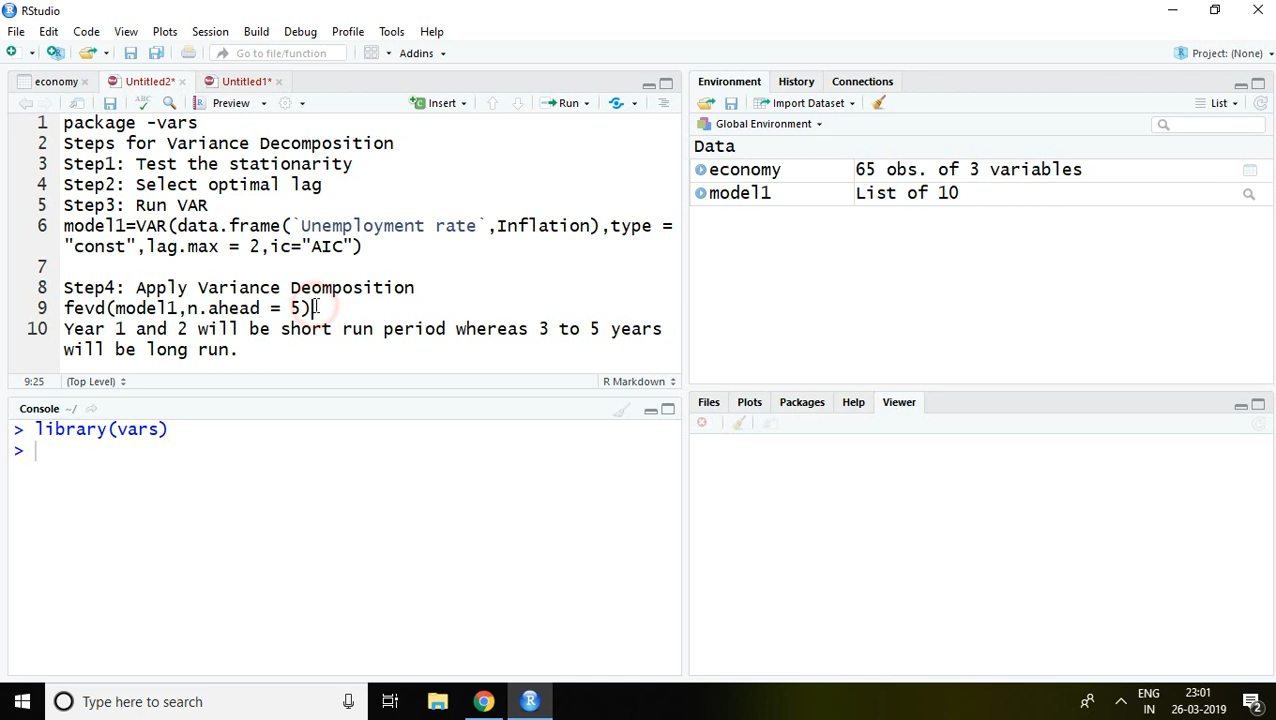 RStudio
File Edit Code View Plots Session Build Debug Profile Tools Help
Go to file/function Addins Project: (None)
economy Untitled2* Untitled1*
Preview Insert Run
1 package -vars
2 Steps for Variance Decomposition
3 Step1: Test the stationarity
4 Step2: Select optimal lag
5 Step3: Run VAR
6 model1=VAR(data.frame(`Unemployment rate`,Inflation),type =
"const",lag.max = 2,ic="AIC")
7
8 Step4: Apply Variance Deomposition
9 fevd(model1,n.ahead = 5)
10 Year 1 and 2 will be short run period whereas 3 to 5 years
will be long run.
9:25 (Top Level) R Markdown
Console ~/
> library(vars)
>
Environment History Connections
Import Dataset List
Global Environment
Data
economy 65 obs. of 3 variables
model1 List of 10
Files Plots Packages Help Viewer
Type here to search
ENG
IN
23:01
26-03-2019
2